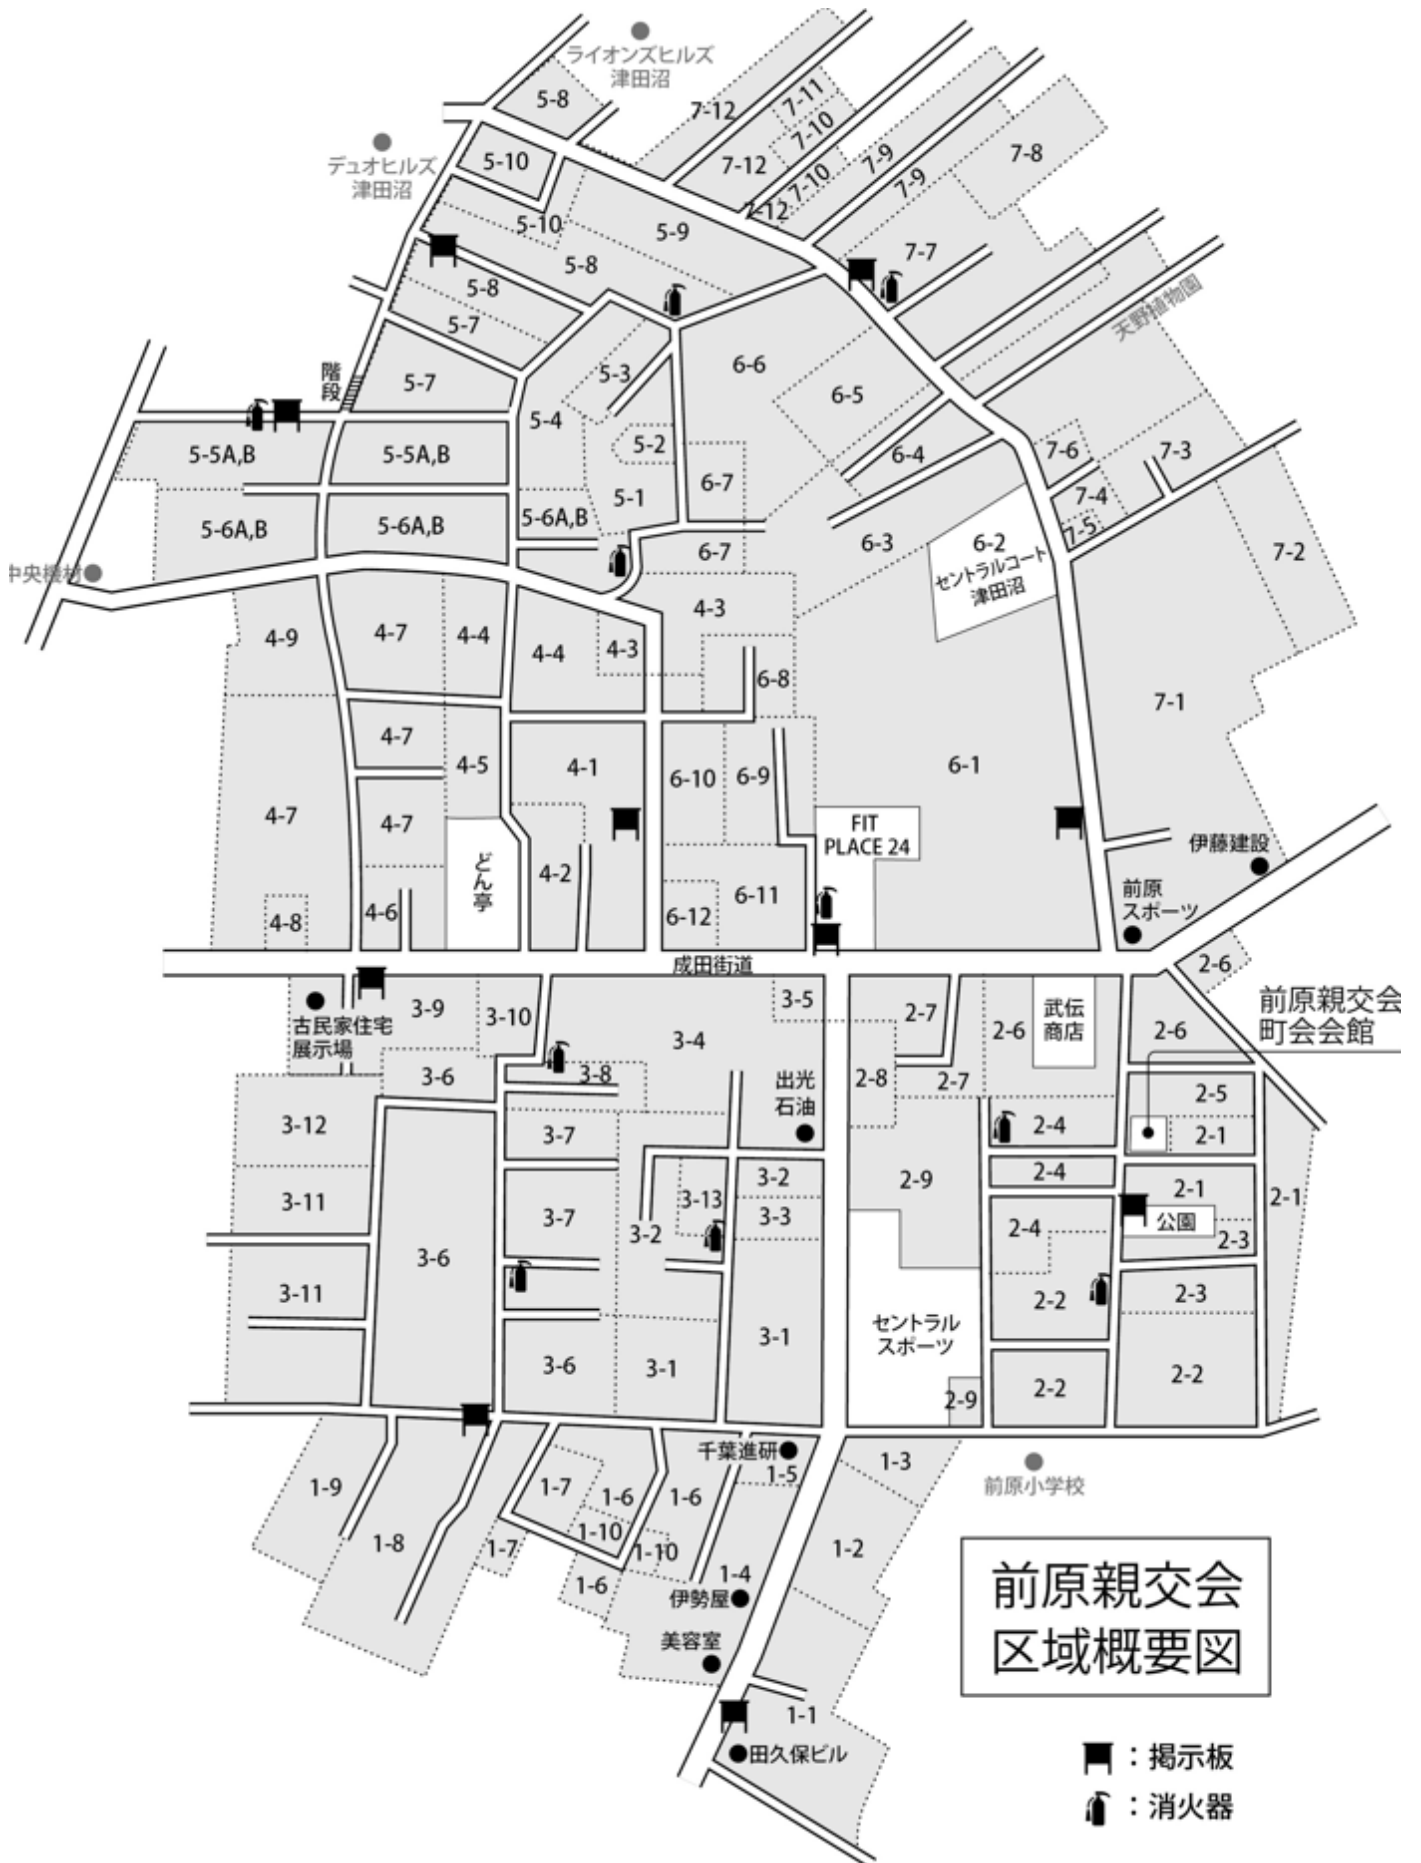 ライオンズヒルズ
津田沼
5-8
7-12
7-11
7-10
デュオヒルズ
津田沼
5-10
7-12
7-10
7-9
7-8
7-9
5-10
7-12
5-9
7-7
5-8
5-8
5-7
天野植物園
階段
5-7
5-3
6-6
6-5
5-4
5-5A,B
5-5A,B
5-2
6-4
7-6
7-3
6-7
5-1
7-4
5-6A,B
5-6A,B
5-6A,B
7-5
6-7
6-3
6-2
セントラルコート
津田沼
7-2
中央機材
4-3
4-9
4-7
4-4
4-4
4-3
6-8
7-1
4-7
4-5
4-1
6-10
6-9
6-1
4-7
4-7
FIT
PLACE 24
どん亭
4-2
伊藤建設
4-8
4-6
6-12
6-11
前原
スポーツ
成田街道
2-6
前原親交会
町会会館
古民家住宅
展示場
3-9
3-10
3-5
3-4
2-7
2-6
武伝
商店
2-6
3-6
3-8
出光
石油
2-8
2-7
2-5
3-12
3-7
2-4
2-1
3-11
3-7
3-13
3-2
3-2
3-3
2-9
2-4
2-1
2-1
公園
2-4
2-3
3-6
3-11
2-2
2-3
3-6
3-1
3-1
セントラル
スポーツ
2-9
2-2
2-2
千葉進研
1-5
1-3
前原小学校
1-9
1-7
1-6
1-6
1-10
1-10
1-8
1-7
1-6
1-4
1-2
伊勢屋
美容室
前原親交会
区域概要図
1-1
田久保ビル
：掲示板
：消火器